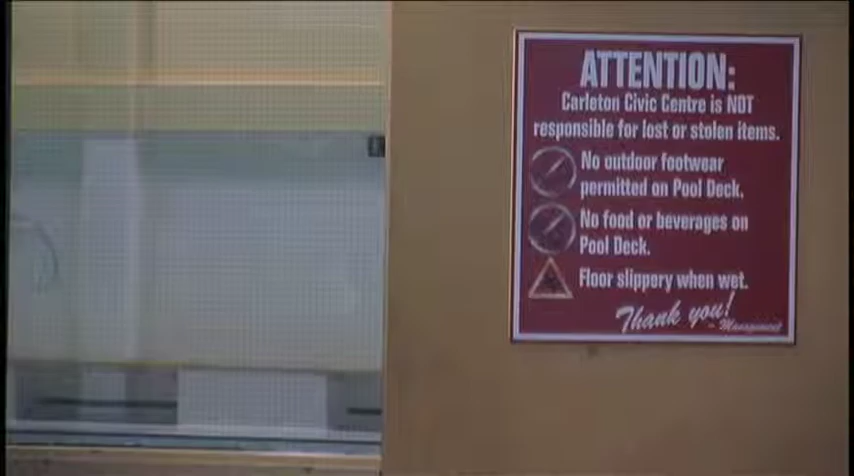 ATTENTION:
Carleton Civic Centre is NOT
responsible for lost or stolen items.
No outdoor footwear
permitted on Pool Deck.
No food or beverages on
Pool Deck.
Floor slippery when wet.
Thank you!
- Management